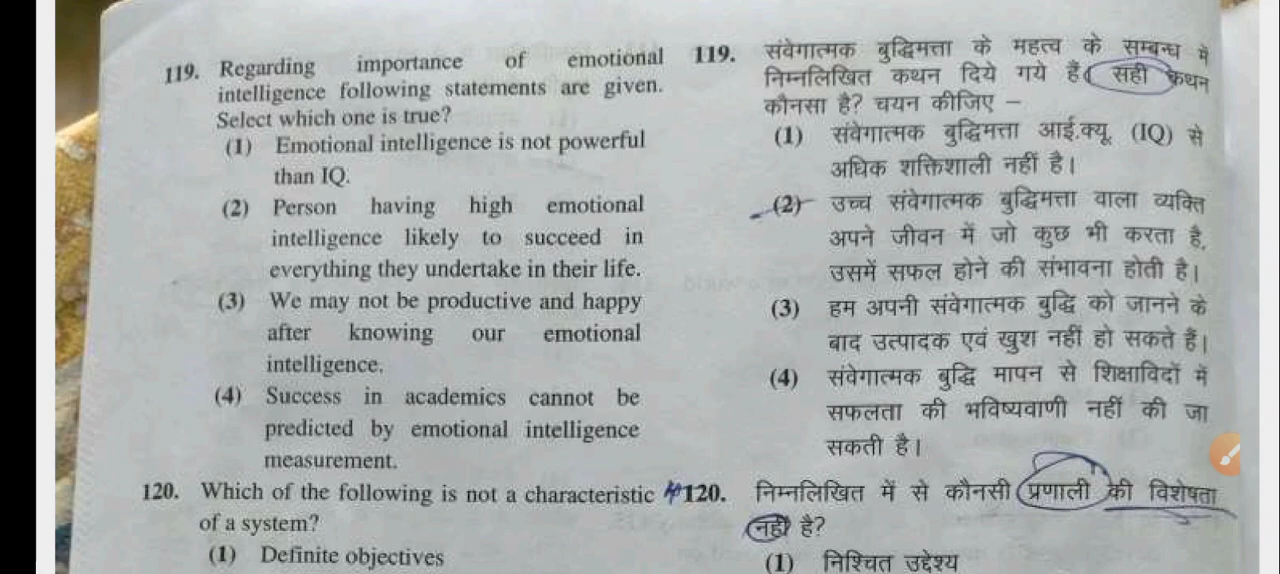 119. Regarding importance of emotional
intelligence following statements are given.
Select which one is true?
(1) Emotional intelligence is not powerful
than IQ.
(2) Person having high emotional
intelligence likely to succeed in
everything they undertake in their life.
(3) We may not be productive and happy
after knowing our emotional
intelligence.
(4) Success in academics cannot be
predicted by emotional intelligence
measurement.
120. Which of the following is not a characteristic
of a system?
(1) Definite objectives
119. संवेगात्मक बुद्धिमत्ता के महत्व के सम्बन्ध में
निम्नलिखित कथन दिये गये हैं। सही कथन
कौनसा है? चयन कीजिए –
(1) संवेगात्मक बुद्धिमत्ता आई.क्यू. (IQ) से
अधिक शक्तिशाली नहीं है।
(2) उच्च संवेगात्मक बुद्धिमत्ता वाला व्यक्ति
अपने जीवन में जो कुछ भी करता है,
उसमें सफल होने की संभावना होती है।
(3) हम अपनी संवेगात्मक बुद्धि को जानने के
बाद उत्पादक एवं खुश नहीं हो सकते हैं।
(4) संवेगात्मक बुद्धि मापन से शिक्षाविदों में
सफलता की भविष्यवाणी नहीं की जा
सकती है।
120. निम्नलिखित में से कौनसी प्रणाली की विशेषता
नहीं है?
(1) निश्चित उद्देश्य